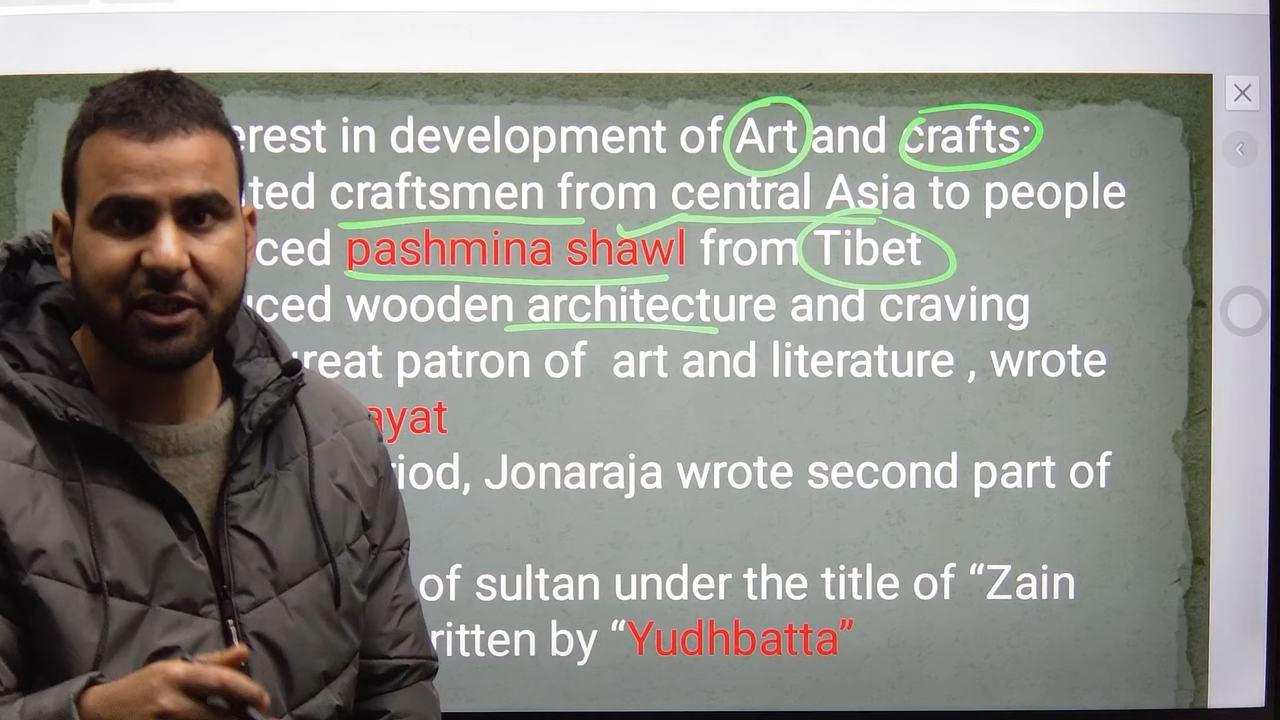 erest in development of Art and crafts:
ted craftsmen from central Asia to people
ced pashmina shawl from Tibet
ced wooden architecture and craving
reat patron of art and literature , wrote
ayat
riod, Jonaraja wrote second part of
of sultan under the title of “Zain
ritten by “Yudhbatta”